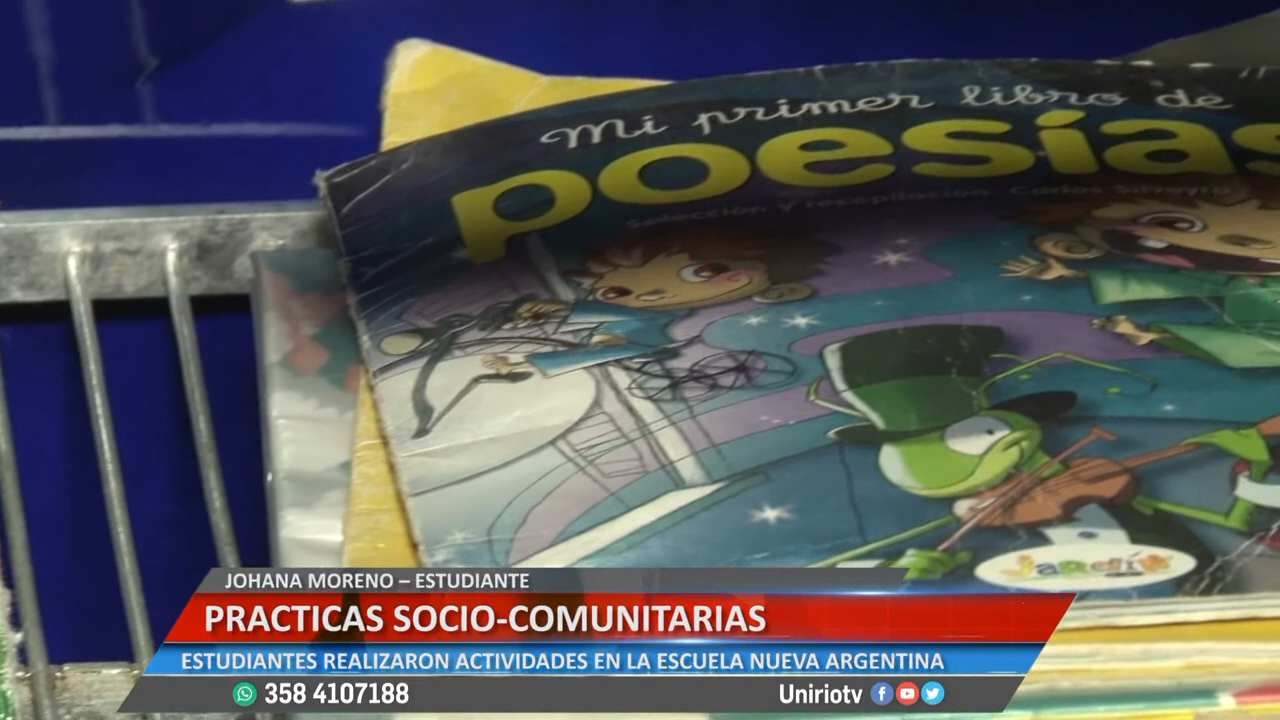 Mi primer libro de
poesías
Selección y recopilación Carlos Silveyra
Jardín
JOHANA MORENO – ESTUDIANTE
PRACTICAS SOCIO-COMUNITARIAS
ESTUDIANTES REALIZARON ACTIVIDADES EN LA ESCUELA NUEVA ARGENTINA
358 4107188
Uniriotv